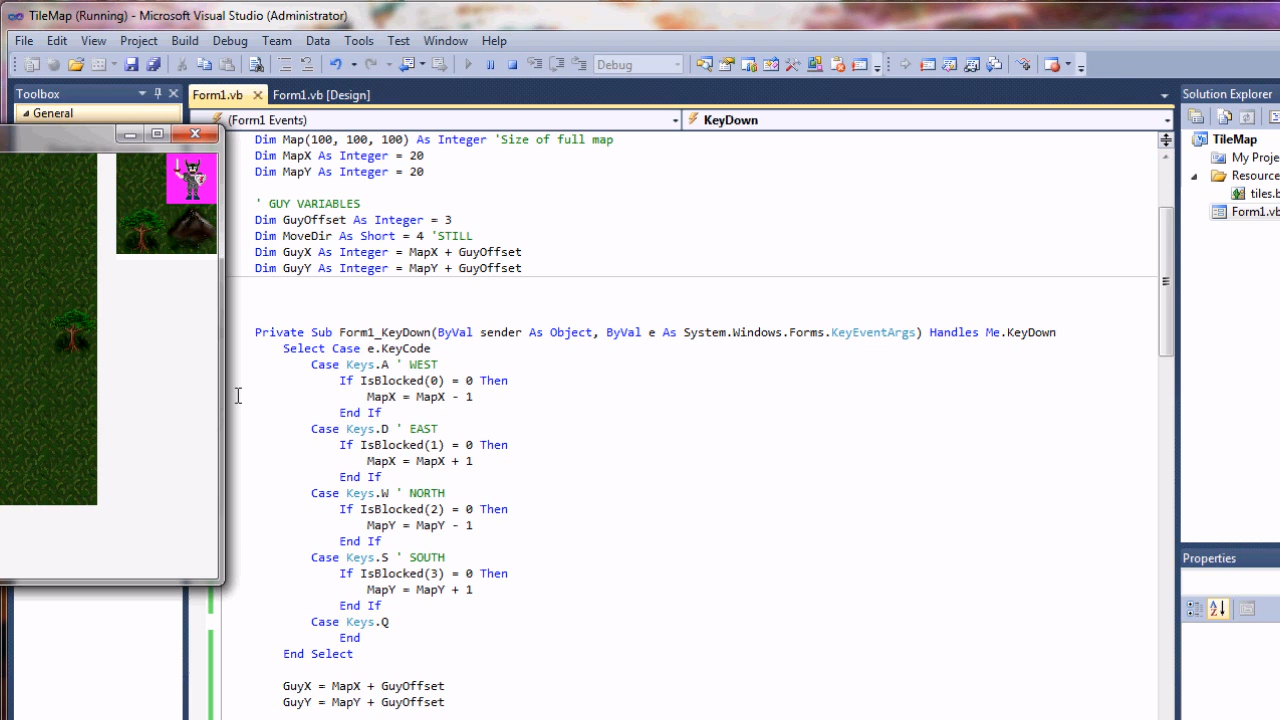 TileMap (Running) - Microsoft Visual Studio (Administrator)
File Edit View Project Build Debug Team Data Tools Test Window Help
Debug
Toolbox
Form1.vb Form1.vb [Design]
Solution Explorer
General
(Form1 Events) KeyDown
Dim Map(100, 100, 100) As Integer 'Size of full map
Dim MapX As Integer = 20
Dim MapY As Integer = 20
' GUY VARIABLES
Dim GuyOffset As Integer = 3
Dim MoveDir As Short = 4 'STILL
Dim GuyX As Integer = MapX + GuyOffset
Dim GuyY As Integer = MapY + GuyOffset
Private Sub Form1_KeyDown(ByVal sender As Object, ByVal e As System.Windows.Forms.KeyEventArgs) Handles Me.KeyDown
Select Case e.KeyCode
Case Keys.A ' WEST
If IsBlocked(0) = 0 Then
MapX = MapX - 1
End If
Case Keys.D ' EAST
If IsBlocked(1) = 0 Then
MapX = MapX + 1
End If
Case Keys.W ' NORTH
If IsBlocked(2) = 0 Then
MapY = MapY - 1
End If
Case Keys.S ' SOUTH
If IsBlocked(3) = 0 Then
MapY = MapY + 1
End If
Case Keys.Q
End
End Select
GuyX = MapX + GuyOffset
GuyY = MapY + GuyOffset
TileMap
My Proje
Resource
tiles.b
Form1.vb
Properties